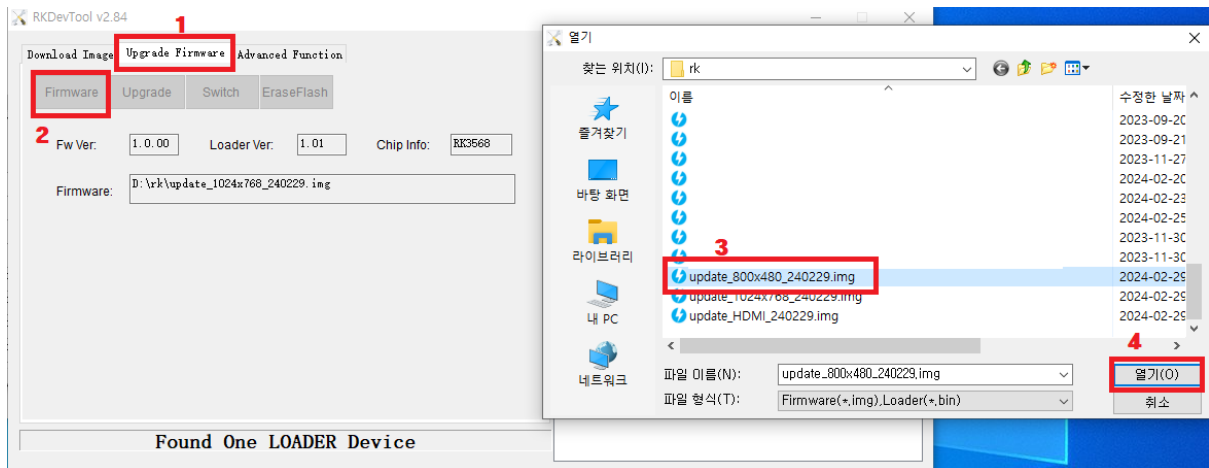 RKDevTool v2.84
1
Download Image Upgrade Firmware Advanced Function
Firmware Upgrade Switch EraseFlash
2
Fw Ver: 1.0.00 Loader Ver: 1.01 Chip Info: RK3568
Firmware: D:\rk\update_1024x768_240229.img
Found One LOADER Device
열기
찾는 위치(I): rk
즐겨찾기
바탕 화면
라이브러리
내 PC
네트워크
이름 수정한 날짜
2023-09-20
2023-09-21
2023-11-27
2024-02-20
2024-02-23
2024-02-25
2023-11-30
2023-11-30
3
update_800x480_240229.img 2024-02-29
update_1024x768_240229.img 2024-02-29
update_HDMI_240229.img 2024-02-29
4
파일 이름(N): update_800x480_240229.img 열기(O)
파일 형식(T): Firmware(*.img),Loader(*.bin) 취소